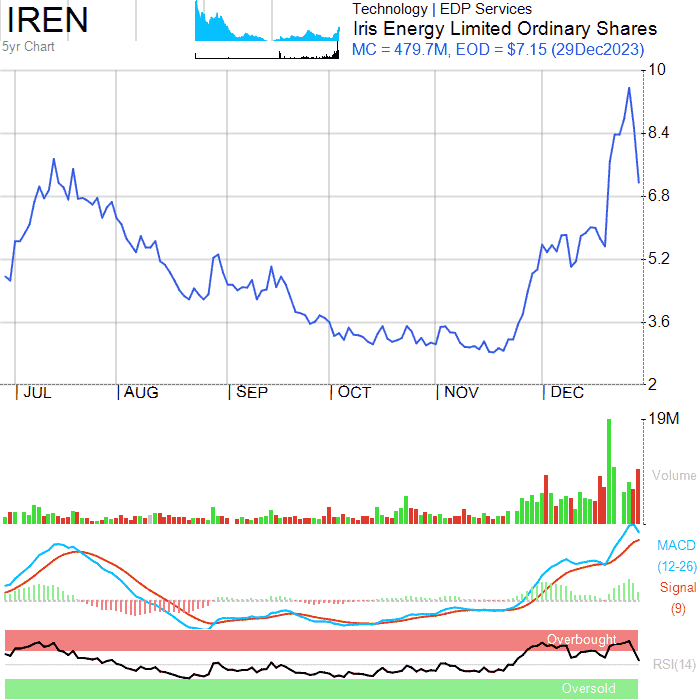 IREN
5yr Chart
Technology | EDP Services
Iris Energy Limited Ordinary Shares
MC = 479.7M, EOD = $7.15 (29Dec2023)
10
8.4
6.8
5.2
3.6
2
JUL AUG SEP OCT NOV DEC
19M
Volume
MACD
(12-26)
Signal
(9)
Overbought
RSI(14)
Oversold